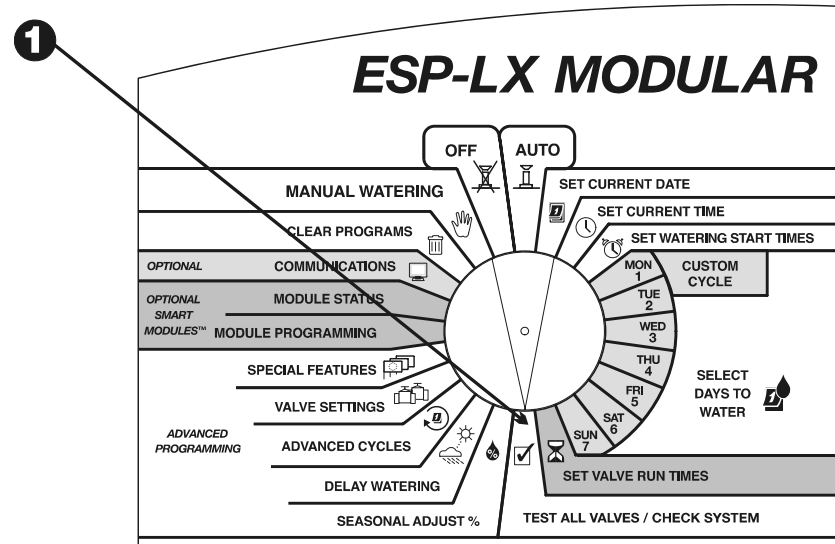 1
ESP-LX MODULAR
OFF
AUTO
MANUAL WATERING
SET CURRENT DATE
CLEAR PROGRAMS
SET CURRENT TIME
SET WATERING START TIMES
OPTIONAL
COMMUNICATIONS
MON
1
CUSTOM
CYCLE
OPTIONAL
SMART
MODULES™
MODULE STATUS
MODULE PROGRAMMING
TUE
2
WED
3
THU
4
FRI
5
SAT
6
SUN
7
SELECT
DAYS TO
WATER
1
SPECIAL FEATURES
VALVE SETTINGS
ADVANCED
PROGRAMMING
ADVANCED CYCLES
DELAY WATERING
SEASONAL ADJUST %
%
SET VALVE RUN TIMES
TEST ALL VALVES / CHECK SYSTEM